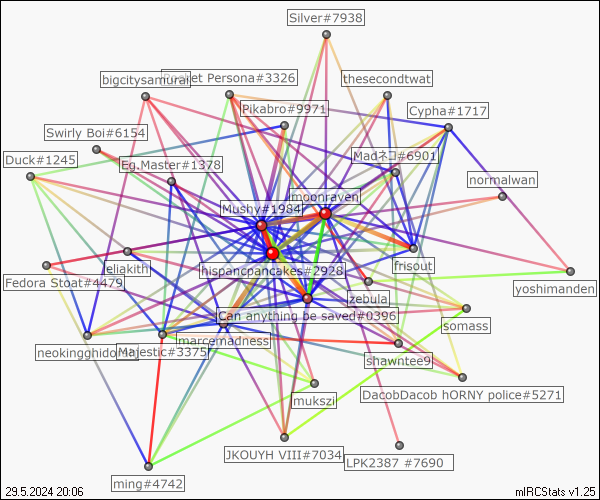 Silver#7938
bigcitysamurai
Persona#3326
thesecondtwat
Pikabro#9971
Cypha#1717
Swirly Boi#6154
Duck#1245
Eg.Master#1378
Madネコ#6901
normalwan
moonraven
Mushy#1984
eliakith
hispancpancakes#2928
frisout
Fedora Stoat#4479
zebula
yoshimanden
Can anything be saved#0396
somass
marcemadness
Majestic#3375
shawntee9
DacobDacob hORNY police#5271
mukszi
JKOUYH VIII#7034
LPK2387 #7690
ming#4742
29.5.2024 20:06
mIRCStats v1.25